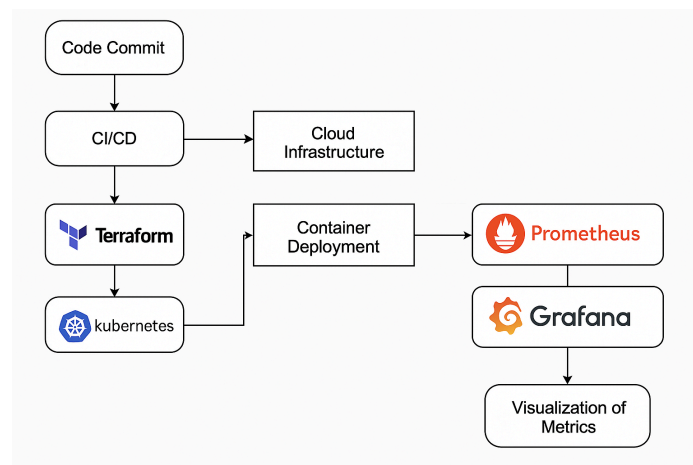 Code Commit
CI/CD
Cloud
Infrastructure
Terraform
Container
Deployment
Prometheus
kubernetes
Grafana
Visualization of
Metrics